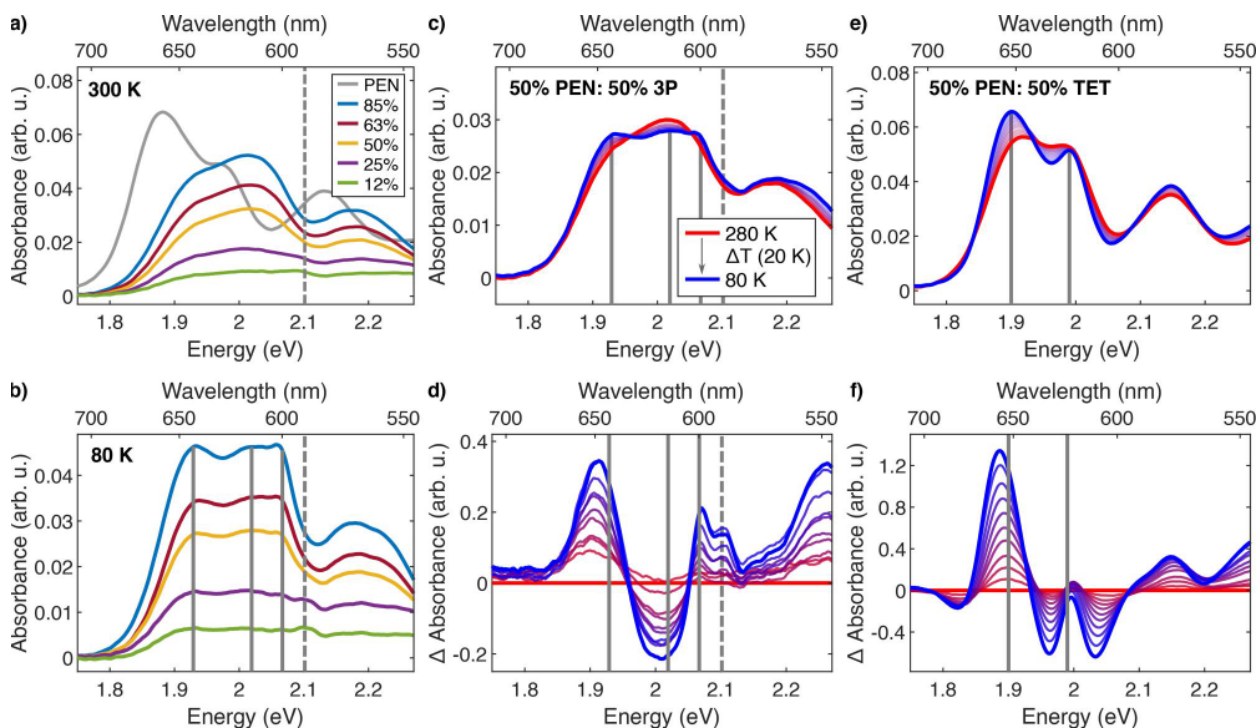 a)
Wavelength (nm)
700 650 600 550
300 K
PEN
85%
63%
50%
25%
12%
Absorbance (arb. u.)
0.08
0.06
0.04
0.02
0
1.8 1.9 2 2.1 2.2
Energy (eV)
c)
Wavelength (nm)
700 650 600 550
50% PEN: 50% 3P
Absorbance (arb. u.)
0.03
0.02
0.01
0
280 K
ΔT (20 K)
80 K
1.8 1.9 2 2.1 2.2
Energy (eV)
e)
Wavelength (nm)
700 650 600 550
50% PEN: 50% TET
Absorbance (arb. u.)
0.08
0.06
0.04
0.02
0
1.8 1.9 2 2.1 2.2
Energy (eV)
b)
Wavelength (nm)
700 650 600 550
80 K
Absorbance (arb. u.)
0.04
0.03
0.02
0.01
0
1.8 1.9 2 2.1 2.2
Energy (eV)
d)
Wavelength (nm)
700 650 600 550
Δ Absorbance (arb. u.)
0.4
0.2
0
-0.2
1.8 1.9 2 2.1 2.2
Energy (eV)
f)
Wavelength (nm)
700 650 600 550
Δ Absorbance (arb. u.)
1.2
0.8
0.4
0
-0.4
1.8 1.9 2 2.1 2.2
Energy (eV)